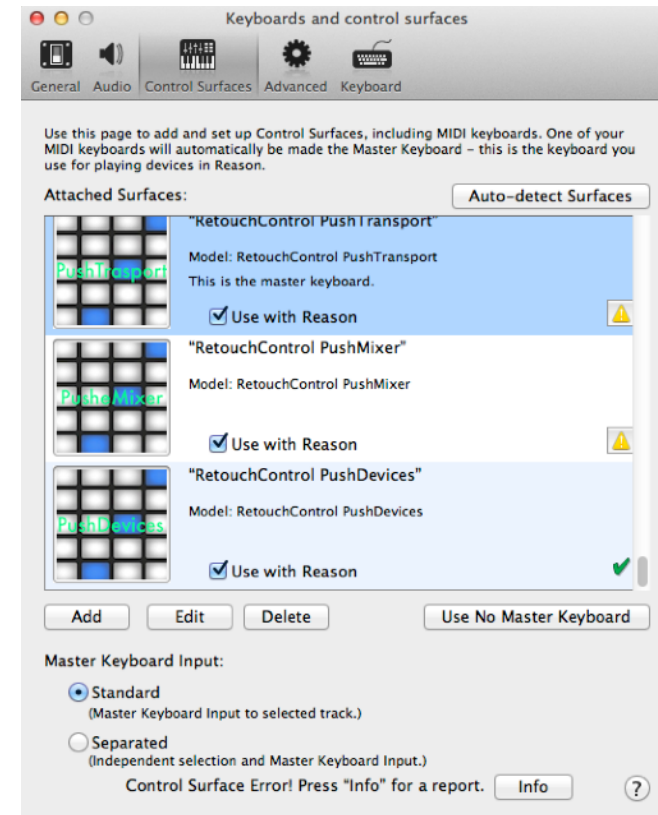 Keyboards and control surfaces
General Audio Control Surfaces Advanced Keyboard
Use this page to add and set up Control Surfaces, including MIDI keyboards. One of your
MIDI keyboards will automatically be made the Master Keyboard – this is the keyboard you
use for playing devices in Reason.
Attached Surfaces:
Auto-detect Surfaces
PushTrasport
"RetouchControl PushTransport"
Model: RetouchControl PushTransport
This is the master keyboard.
Use with Reason
PusheMixer
"RetouchControl PushMixer"
Model: RetouchControl PushMixer
Use with Reason
PushDevices
"RetouchControl PushDevices"
Model: RetouchControl PushDevices
Use with Reason
Add Edit Delete Use No Master Keyboard
Master Keyboard Input:
Standard
(Master Keyboard Input to selected track.)
Separated
(Independent selection and Master Keyboard Input.)
Control Surface Error! Press "Info" for a report. Info ?